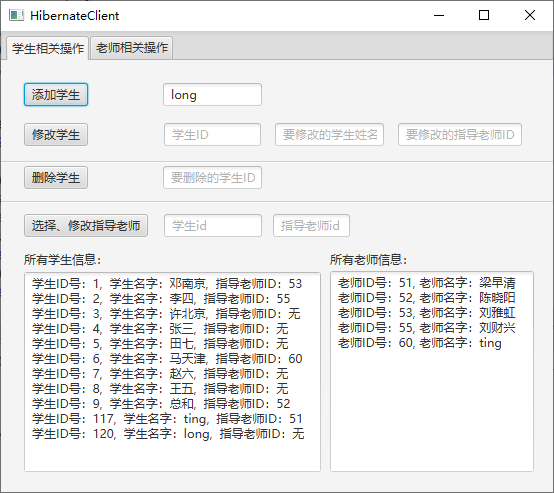 HibernateClient
学生相关操作 老师相关操作
添加学生 long
修改学生 学生ID 要修改的学生姓名 要修改的指导老师ID
删除学生 要删除的学生ID
选择、修改指导老师 学生id 指导老师id
所有学生信息： 所有老师信息：
学生ID号：1, 学生名字：邓南京, 指导老师ID：53
学生ID号：2, 学生名字：李四, 指导老师ID：55
学生ID号：3, 学生名字：许北京, 指导老师ID：无
学生ID号：4, 学生名字：张三, 指导老师ID：无
学生ID号：5, 学生名字：田七, 指导老师ID：无
学生ID号：6, 学生名字：马天津, 指导老师ID：60
学生ID号：7, 学生名字：赵六, 指导老师ID：无
学生ID号：8, 学生名字：王五, 指导老师ID：无
学生ID号：9, 学生名字：总和, 指导老师ID：52
学生ID号：117, 学生名字：ting, 指导老师ID：51
学生ID号：120, 学生名字：long, 指导老师ID：无
老师ID号：51, 老师名字：梁早清
老师ID号：52, 老师名字：陈晓阳
老师ID号：53, 老师名字：刘雅虹
老师ID号：55, 老师名字：刘财兴
老师ID号：60, 老师名字：ting